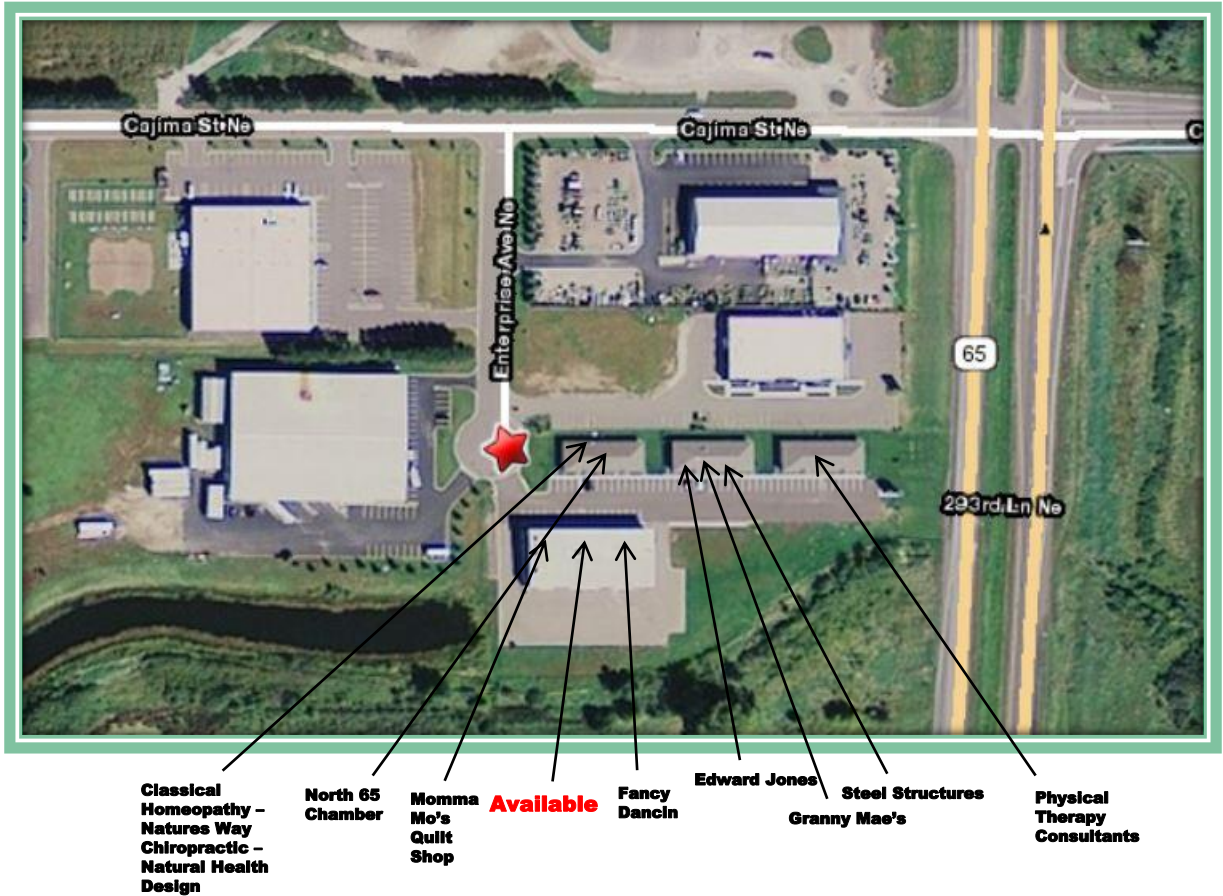 Cajima St Ne
Cajima St Ne
C
Enterprise Ave Ne
65
293rd Ln Ne
Classical
Homeopathy –
Natures Way
Chiropractic –
Natural Health
Design
North 65
Chamber
Momma
Mo's
Quilt
Shop
Available
Fancy
Dancin
Edward Jones
Steel Structures
Granny Mae's
Physical
Therapy
Consultants